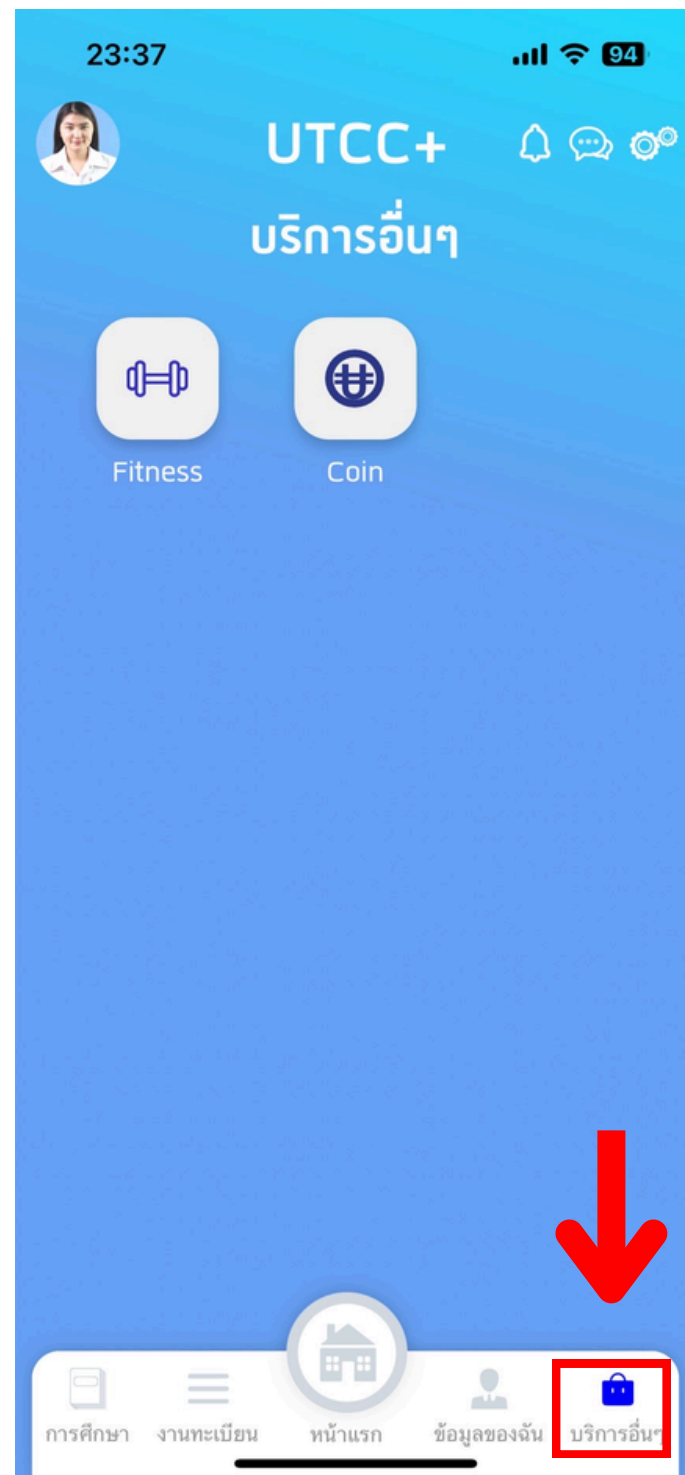 23:37 94
UTCC+
บริการอื่นๆ
Fitness Coin
การศึกษา งานทะเบียน หน้าแรก ข้อมูลของฉัน บริการอื่นๆ